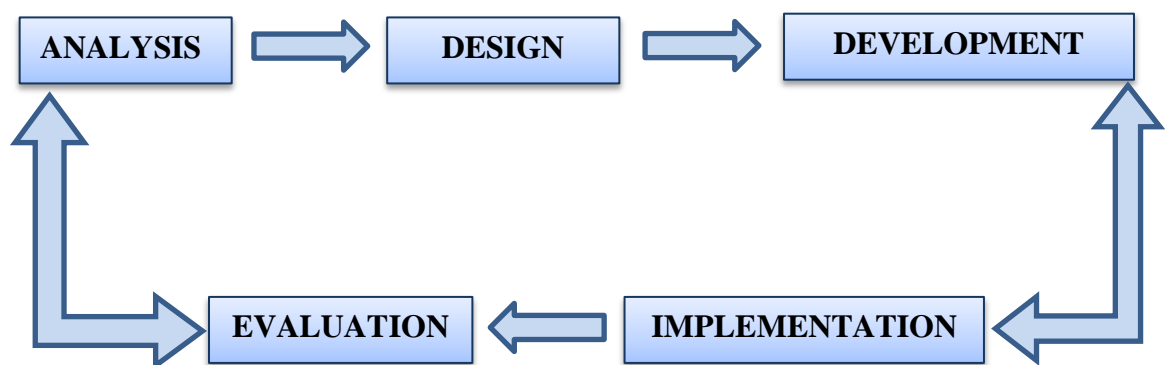 ANALYSIS
DESIGN
DEVELOPMENT
EVALUATION
IMPLEMENTATION